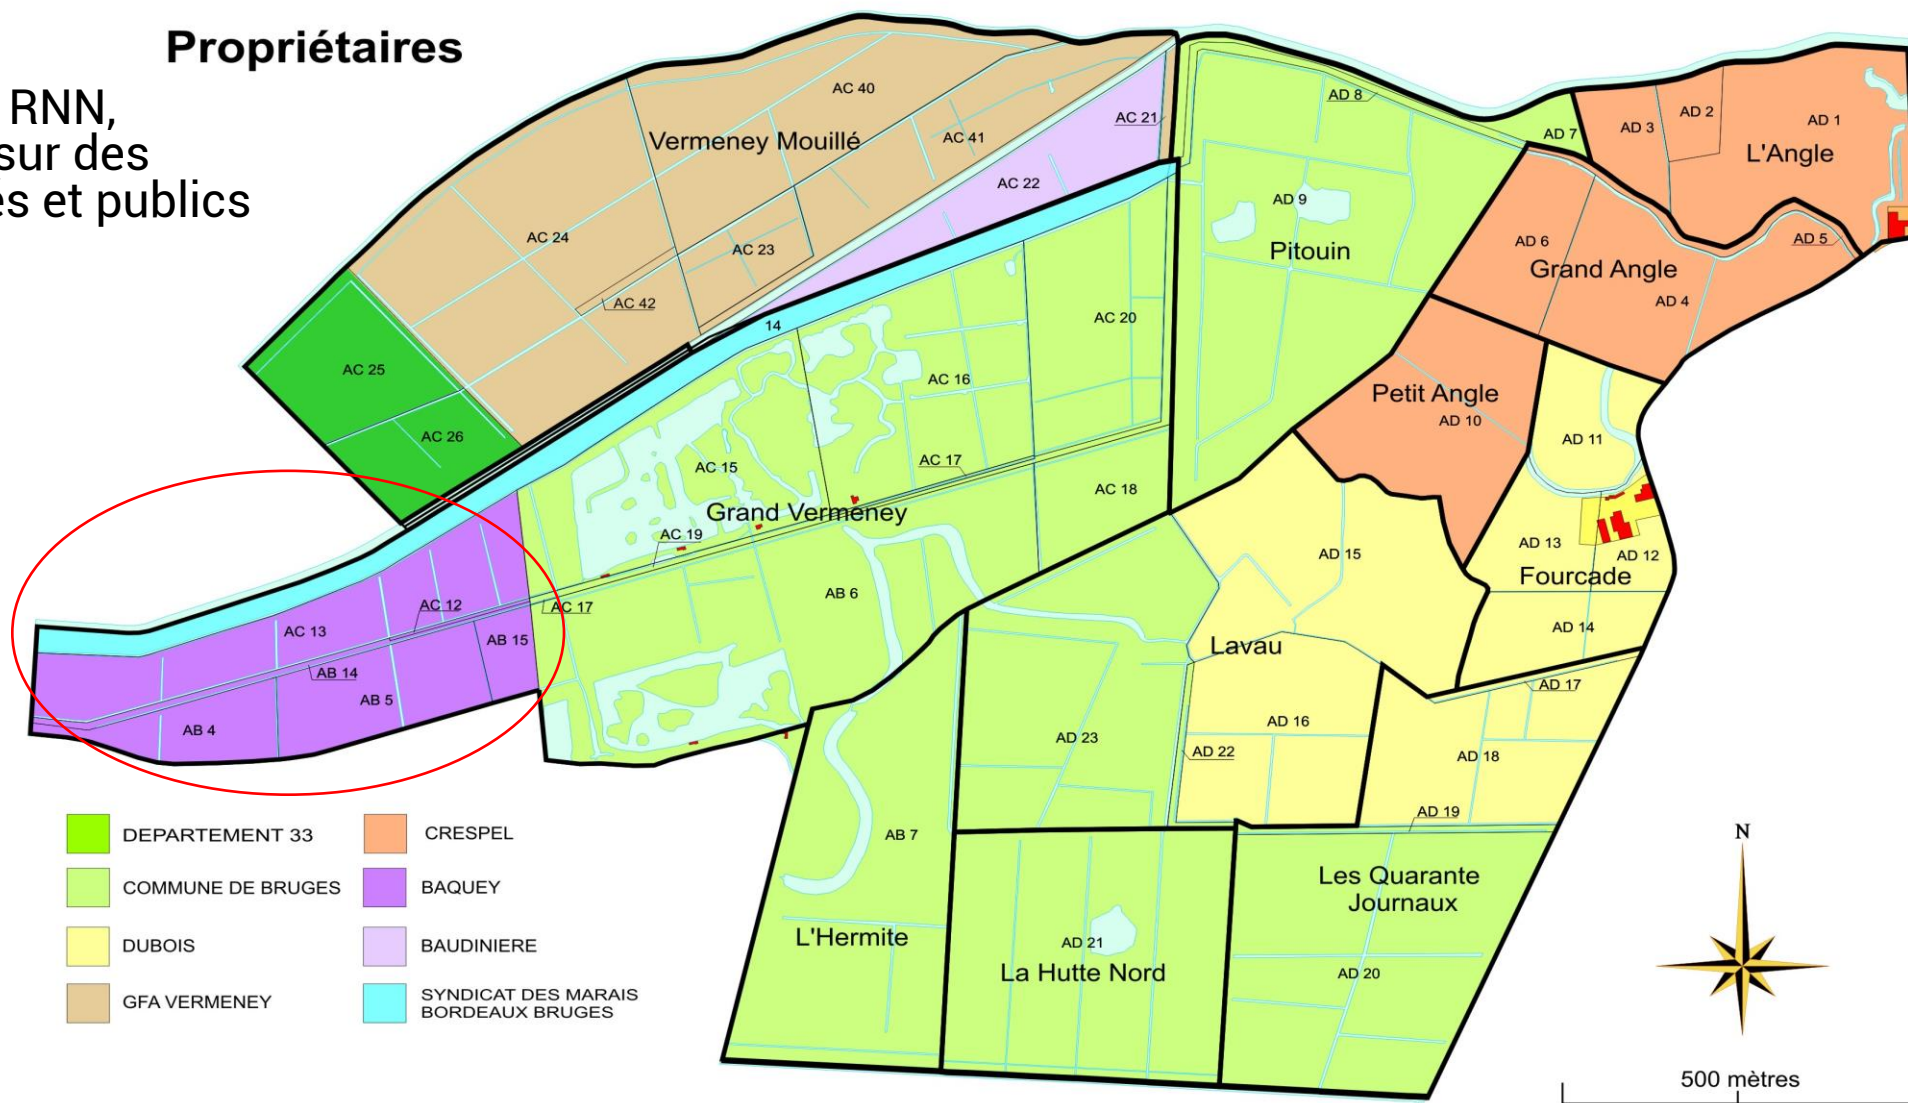 Propriétaires
RNN,
sur des
és et publics
AC 40
AC 41
AC 21
Vermeney Mouillé
AC 22
AC 24
AC 23
AC 42
AC 25
AC 26
14
AD 8
AD 7
AD 3
AD 2
AD 1
L'Angle
AD 9
Pitouin
AD 6
AD 5
Grand Angle
AD 4
AC 20
AC 16
Petit Angle
AD 10
AD 11
AC 15
AC 17
AC 18
Grand Vermeney
AC 19
AD 15
AD 13
AD 12
Fourcade
AC 12
AC 17
AB 6
AC 13
AB 15
AD 14
Lavau
AB 14
AB 5
AB 4
AD 17
AD 16
AD 23
AD 22
AD 18
AD 19
AB 7
Les Quarante
Journaux
L'Hermite
AD 21
La Hutte Nord
AD 20
DEPARTEMENT 33
COMMUNE DE BRUGES
DUBOIS
GFA VERMENEY
CRESPEL
BAQUEY
BAUDINIERE
SYNDICAT DES MARAIS
BORDEAUX BRUGES
N
500 mètres